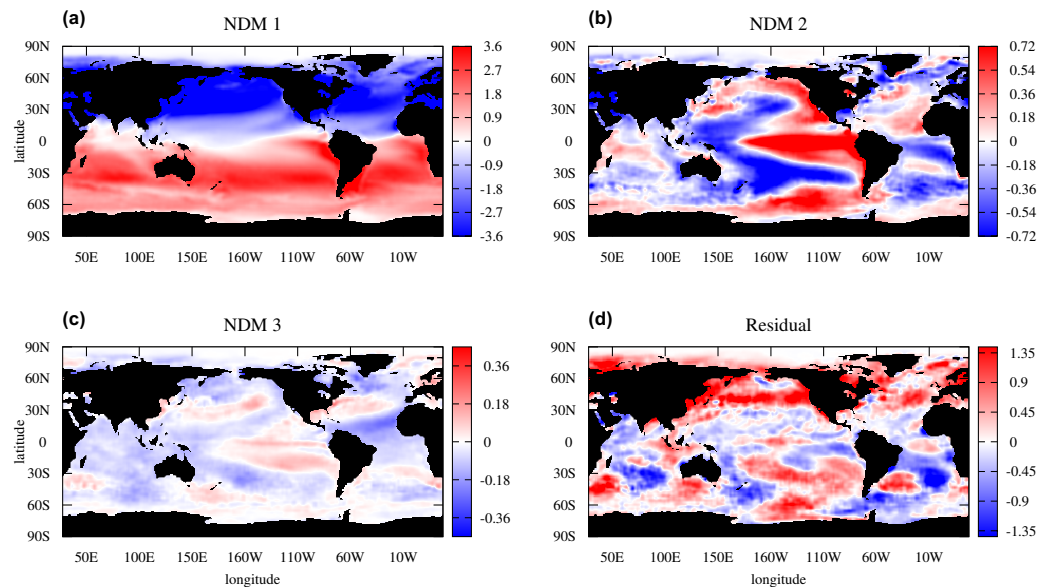 (a)
NDM 1
90N
60N
30N
0
30S
60S
90S
latitude
50E 100E 150E 160W 110W 60W 10W
3.6
2.7
1.8
0.9
0
-0.9
-1.8
-2.7
-3.6
(b)
NDM 2
90N
60N
30N
0
30S
60S
90S
50E 100E 150E 160W 110W 60W 10W
0.72
0.54
0.36
0.18
0
-0.18
-0.36
-0.54
-0.72
(c)
NDM 3
90N
60N
30N
0
30S
60S
90S
latitude
50E 100E 150E 160W 110W 60W 10W
longitude
0.36
0.18
0
-0.18
-0.36
(d)
Residual
90N
60N
30N
0
30S
60S
90S
50E 100E 150E 160W 110W 60W 10W
longitude
1.35
0.9
0.45
0
-0.45
-0.9
-1.35